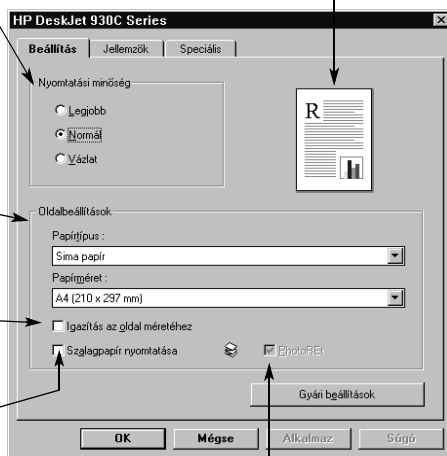 HP DeskJet 930C Series
Beállítás Jellemzők Speciális
Nyomtatási minőség
Legjobb
Normál
Vázlat
R
Oldalbeállítások
Papírtípus :
Sima papír
Papírméret :
A4 (210 x 297 mm)
Igazítás az oldal méretéhez
Szalagpapír nyomtatása PhotoREt
Gyári beállítások
OK Mégse Alkalmaz Súgó